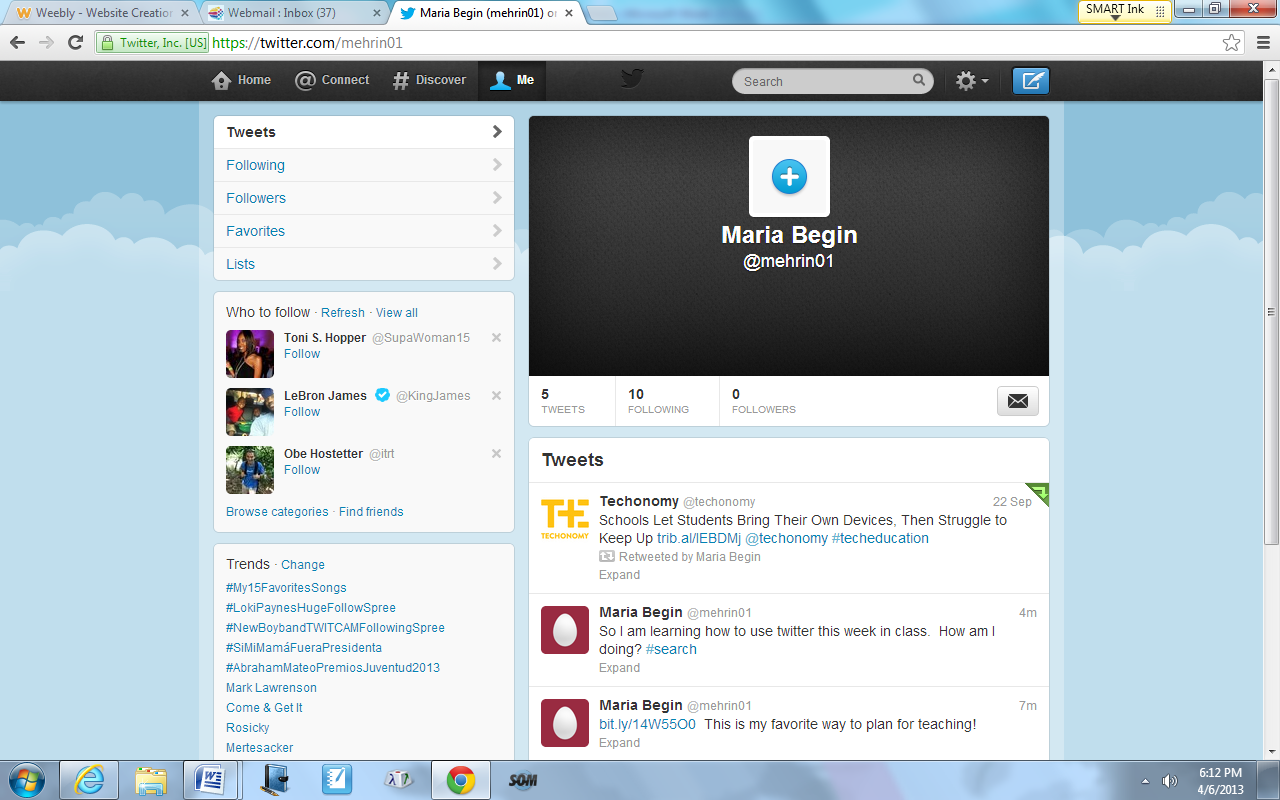 Weebly - Website Creation
Webmail : Inbox (37)
Maria Begin (mehrin01) on
SMART Ink
Twitter, Inc. [US]
https://twitter.com/mehrin01
Home
Connect
Discover
Me
Search
Tweets
Following
Followers
Favorites
Lists
Who to follow · Refresh · View all
Toni S. Hopper @SupaWoman15
Follow
LeBron James @KingJames
Follow
Obe Hostetter @itrt
Follow
Browse categories · Find friends
Trends · Change
#My15FavoritesSongs
#LokiPaynesHugeFollowSpree
#NewBoybandTWITCAMFollowingSpree
#SiMiMamáFueraPresidenta
#AbrahamMateoPremiosJuventud2013
Mark Lawrenson
Come & Get It
Rosicky
Mertesacker
Maria Begin
@mehrin01
5
TWEETS
10
FOLLOWING
0
FOLLOWERS
Tweets
T+E
TECHONOMY
Techonomy @techonomy 22 Sep
Schools Let Students Bring Their Own Devices, Then Struggle to
Keep Up trib.al/IEBDMj @techonomy #techeducation
Retweeted by Maria Begin
Expand
Maria Begin @mehrin01 4m
So I am learning how to use twitter this week in class.  How am I
doing? #search
Expand
Maria Begin @mehrin01 7m
bit.ly/14W55O0  This is my favorite way to plan for teaching!
Expand
SOM
6:12 PM
4/6/2013